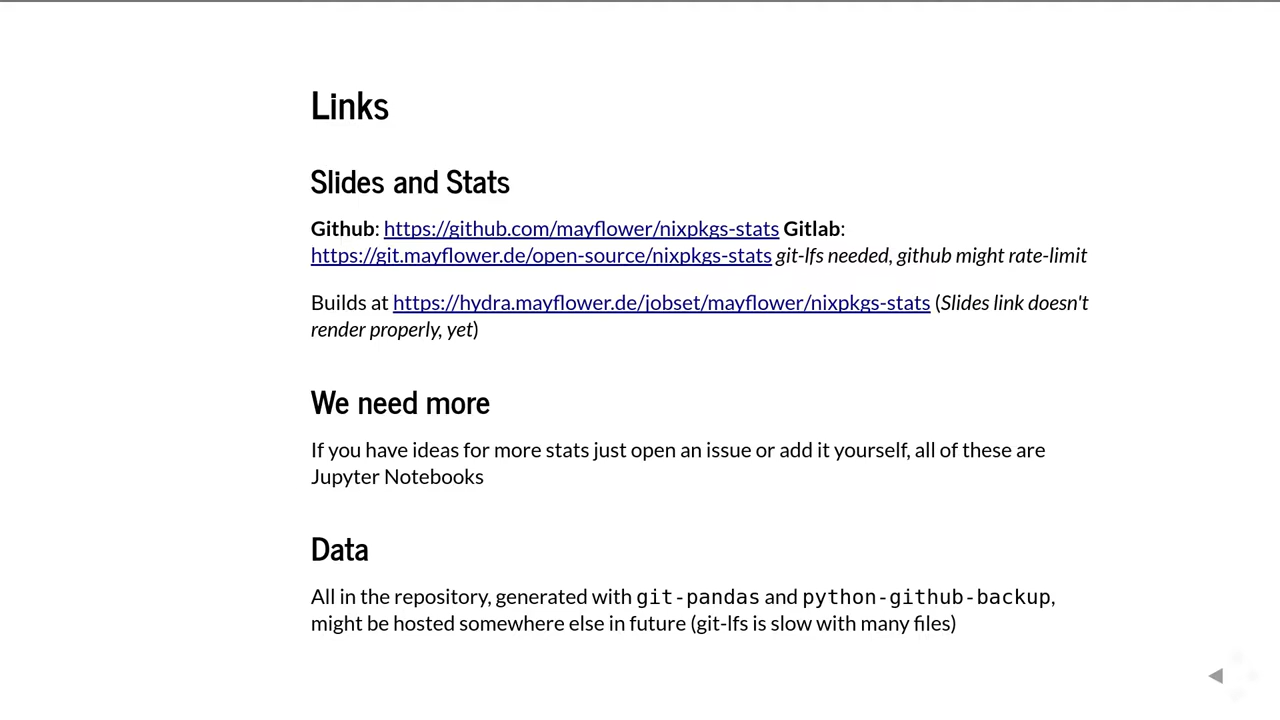 Links
Slides and Stats
Github: https://github.com/mayflower/nixpkgs-stats Gitlab:
https://git.mayflower.de/open-source/nixpkgs-stats git-lfs needed, github might rate-limit
Builds at https://hydra.mayflower.de/jobset/mayflower/nixpkgs-stats (Slides link doesn't
render properly, yet)
We need more
If you have ideas for more stats just open an issue or add it yourself, all of these are
Jupyter Notebooks
Data
All in the repository, generated with git-pandas and python-github-backup,
might be hosted somewhere else in future (git-lfs is slow with many files)